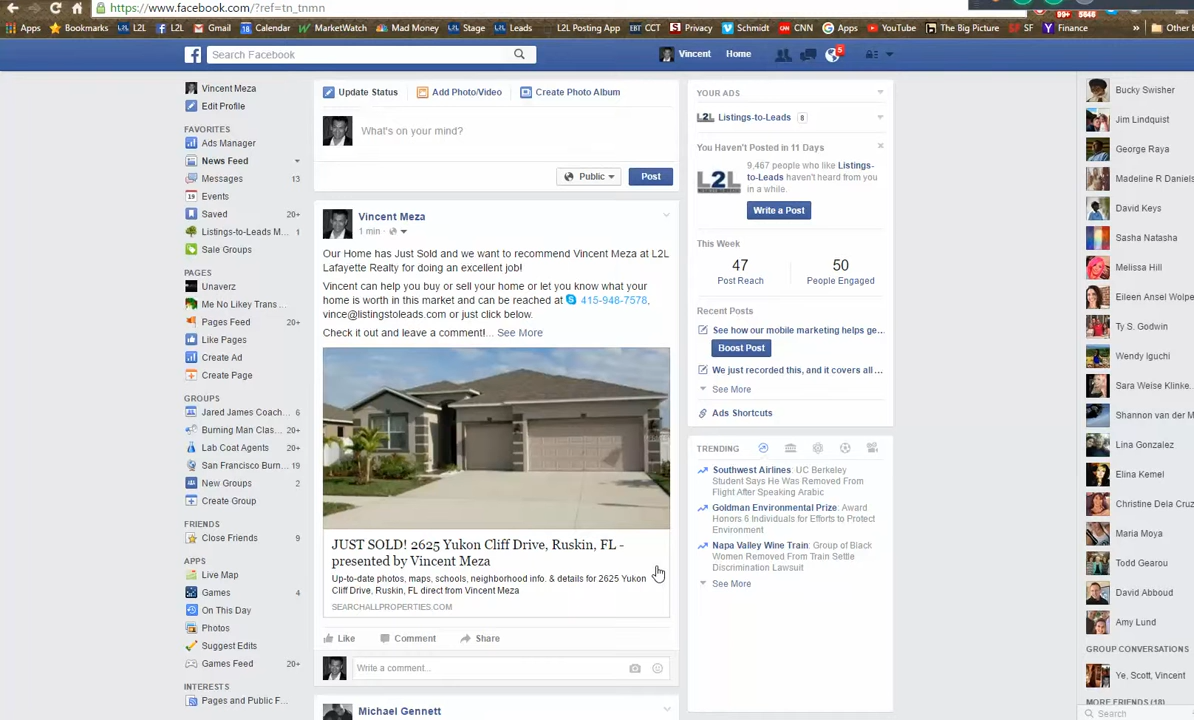 https://www.facebook.com/?ref=tn_tnmn
99+ 5646
Apps Bookmarks L2L L2L Gmail Calendar MarketWatch Mad Money Stage Leads L2L Posting App EBT CCT Privacy Schmidt CNN Apps YouTube The Big Picture SF Finance » Other b
Search Facebook
Vincent Home 5
Vincent Meza
Edit Profile
FAVORITES
Ads Manager
News Feed
Messages 13
Events
Saved 20+
Listings-to-Leads M... 1
Sale Groups
PAGES
Unaverz
Me No Likey Trans ...
Pages Feed 20+
Like Pages
Create Ad
Create Page
GROUPS
Jared James Coach... 6
Burning Man Clas... 20+
Lab Coat Agents 20+
San Francisco Burn... 19
New Groups 2
Create Group
FRIENDS
Close Friends 9
APPS
Live Map
Games 4
On This Day
Photos
Suggest Edits
Games Feed 20+
INTERESTS
Pages and Public F...
Update Status Add Photo/Video Create Photo Album
What's on your mind?
Public Post
Vincent Meza
1 min
Our Home has Just Sold and we want to recommend Vincent Meza at L2L
Lafayette Realty for doing an excellent job!
Vincent can help you buy or sell your home or let you know what your
home is worth in this market and can be reached at 415-948-7578,
vince@listingstoleads.com or just click below.
Check it out and leave a comment!... See More
JUST SOLD! 2625 Yukon Cliff Drive, Ruskin, FL -
presented by Vincent Meza
Up-to-date photos, maps, schools, neighborhood info. & details for 2625 Yukon
Cliff Drive, Ruskin, FL direct from Vincent Meza
SEARCHALLPROPERTIES.COM
Like Comment Share
Write a comment...
Michael Gennett
YOUR ADS
Listings-to-Leads 8
You Haven't Posted in 11 Days
9,467 people who like Listings-
to-Leads haven't heard from you
in a while.
L2L
Write a Post
This Week
47 50
Post Reach People Engaged
Recent Posts
See how our mobile marketing helps ge...
Boost Post
We just recorded this, and it covers all ...
See More
Ads Shortcuts
TRENDING
Southwest Airlines: UC Berkeley
Student Says He Was Removed From
Flight After Speaking Arabic
Goldman Environmental Prize: Award
Honors 6 Individuals for Efforts to Protect
Environment
Napa Valley Wine Train: Group of Black
Women Removed From Train Settle
Discrimination Lawsuit
See More
Bucky Swisher
Jim Lindquist
George Raya
Madeline R Daniels
David Keys
Sasha Natasha
Melissa Hill
Eileen Ansel Wolpe
Ty S. Godwin
Wendy Iguchi
Sara Weise Klinke...
Shannon van der M
Lina Gonzalez
Elina Kemel
Christine Dela Cruz
Maria Moya
Todd Gearou
David Abboud
Amy Lund
GROUP CONVERSATIONS
Ye, Scott, Vincent
MORE FRIENDS (18)
Search